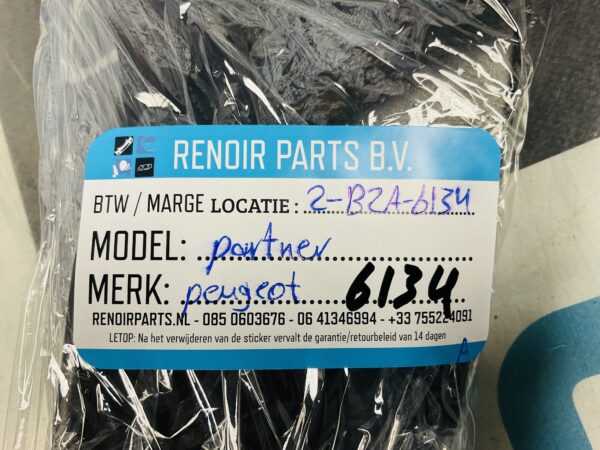 RENOIR PARTS B.V.
BTW / MARGE LOCATIE: 2-B2A-6134
MODEL: partner
MERK: peugeot 6134
RENOIRPARTS.NL - 085 0603676 - 06 41346994 - +33 755224091
LETOP: Na het verwijderen van de sticker vervalt de garantie/retourbeleid van 14 dagen
A